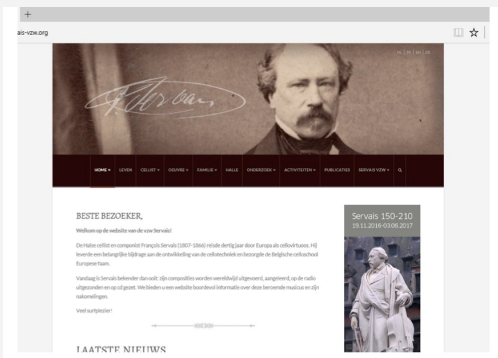 ais-vzw.org
HOME
LEVEN
CELLIST
OEUVRE
FAMILIE
HALLE
ONDERZOEK
ACTIVITEITEN
PUBLICATIES
SERVAIS VZW
BESTE BEZOEKER,
Welkom op de website van de vzw Servais!
De Halse cellist en componist François Servais (1807-1866) reisde dertig jaar door Europa als cellovirtuoos. Hij
leverde een belangrijke bijdrage aan de ontwikkeling van de cellotechniek en bezorgde de Belgische celloschool
Europese faam.
Vandaag is Servais bekender dan ooit: zijn composities worden wereldwijd uitgevoerd, aangeleerd, op de radio
uitgezonden en op cd gezet. We bieden u een website boordevol informatie over deze beroemde musicus en zijn
nakomelingen.
Veel surfplezier!
LAATSTE NIEUWS
Servais 150-210
19.11.2016-03.06.2017